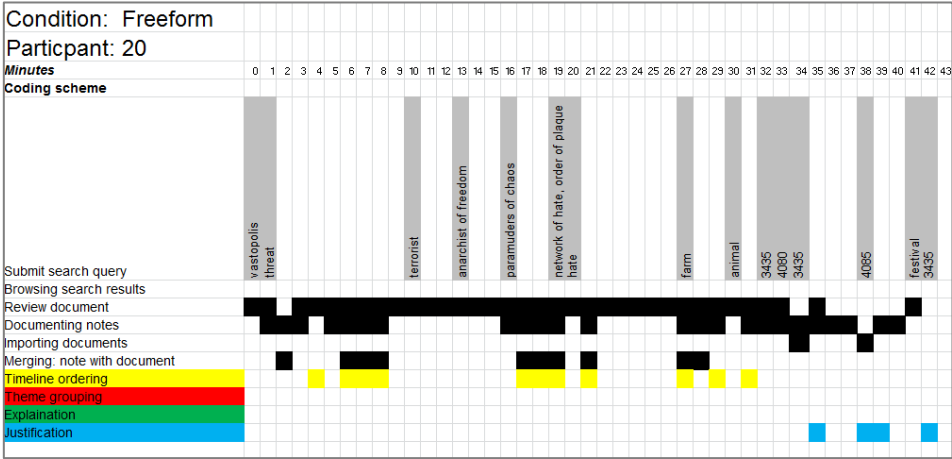 Condition: Freeform
Particpant: 20
Minutes 0 1 2 3 4 5 6 7 8 9 10 11 12 13 14 15 16 17 18 19 20 21 22 23 24 25 26 27 28 29 30 31 32 33 34 35 36 37 38 39 40 41 42 43
Coding scheme
vastopolis
threat
terrorist
anarchist of freedom
paramuders of chaos
network of hate, order of plaque
hate
farm
animal
3435
4080
3435
4085
festival
3435
Submit search query
Browsing search results
Review document
Documenting notes
Importing documents
Merging: note with document
Timeline ordering
Theme grouping
Explaination
Justification